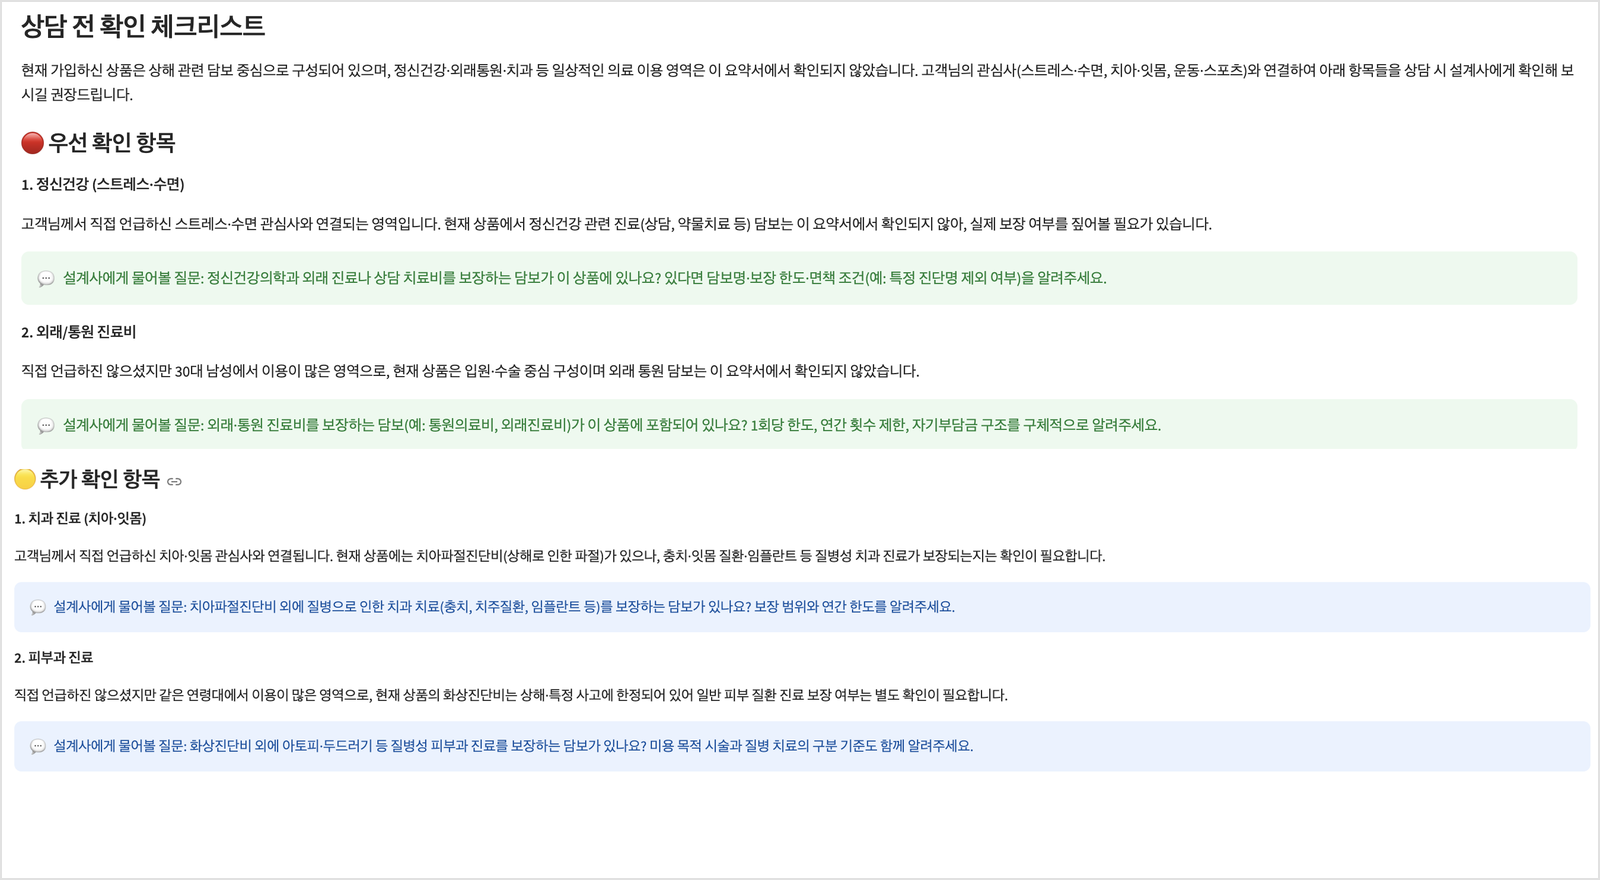 상담 전 확인 체크리스트
현재 가입하신 상품은 상해 관련 담보 중심으로 구성되어 있으며, 정신건강·외래통원·치과 등 일상적인 의료 이용 영역은 이 요약서에서 확인되지 않았습니다. 고객님의 관심사(스트레스·수면, 치아·잇몸, 운동·스포츠)와 연결하여 아래 항목들을 상담 시 설계사에게 확인해 보
시길 권장드립니다.
🔴 우선 확인 항목
1. 정신건강 (스트레스·수면)
고객님께서 직접 언급하신 스트레스·수면 관심사와 연결되는 영역입니다. 현재 상품에서 정신건강 관련 진료(상담, 약물치료 등) 담보는 이 요약서에서 확인되지 않아, 실제 보장 여부를 짚어볼 필요가 있습니다.
💬 설계사에게 물어볼 질문: 정신건강의학과 외래 진료나 상담 치료비를 보장하는 담보가 이 상품에 있나요? 있다면 담보명·보장 한도·면책 조건(예: 특정 진단명 제외 여부)을 알려주세요.
2. 외래/통원 진료비
직접 언급하진 않으셨지만 30대 남성에서 이용이 많은 영역으로, 현재 상품은 입원·수술 중심 구성이며 외래 통원 담보는 이 요약서에서 확인되지 않았습니다.
💬 설계사에게 물어볼 질문: 외래·통원 진료비를 보장하는 담보(예: 통원의료비, 외래진료비)가 이 상품에 포함되어 있나요? 1회당 한도, 연간 횟수 제한, 자기부담금 구조를 구체적으로 알려주세요.
🟡 추가 확인 항목
1. 치과 진료 (치아·잇몸)
고객님께서 직접 언급하신 치아·잇몸 관심사와 연결됩니다. 현재 상품에는 치아파절진단비(상해로 인한 파절)가 있으나, 충치·잇몸 질환·임플란트 등 질병성 치과 진료가 보장되는지는 확인이 필요합니다.
💬 설계사에게 물어볼 질문: 치아파절진단비 외에 질병으로 인한 치과 치료(충치, 치주질환, 임플란트 등)를 보장하는 담보가 있나요? 보장 범위와 연간 한도를 알려주세요.
2. 피부과 진료
직접 언급하진 않으셨지만 같은 연령대에서 이용이 많은 영역으로, 현재 상품의 화상진단비는 상해·특정 사고에 한정되어 있어 일반 피부 질환 진료 보장 여부는 별도 확인이 필요합니다.
💬 설계사에게 물어볼 질문: 화상진단비 외에 아토피·두드러기 등 질병성 피부과 진료를 보장하는 담보가 있나요? 미용 목적 시술과 질병 치료의 구분 기준도 함께 알려주세요.